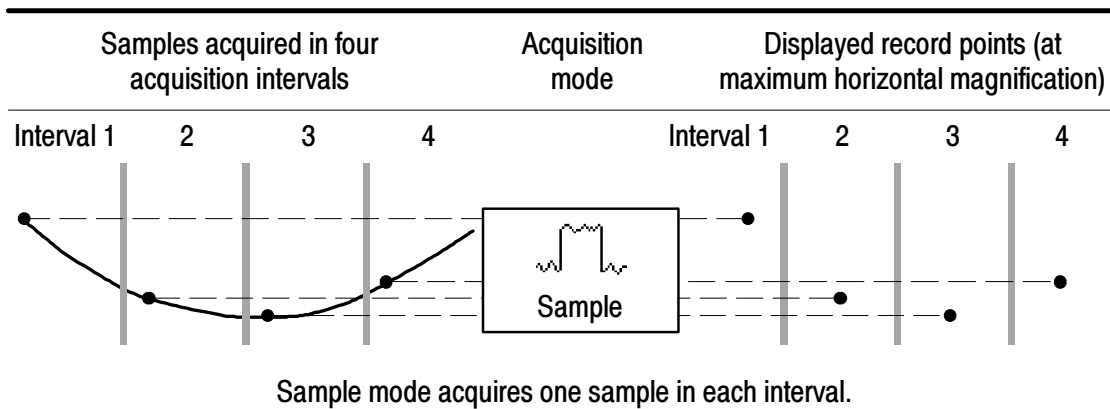 Samples acquired in four
acquisition intervals
Acquisition
mode
Displayed record points (at
maximum horizontal magnification)
Interval 1 2 3 4
Interval 1 2 3 4
Sample
Sample mode acquires one sample in each interval.